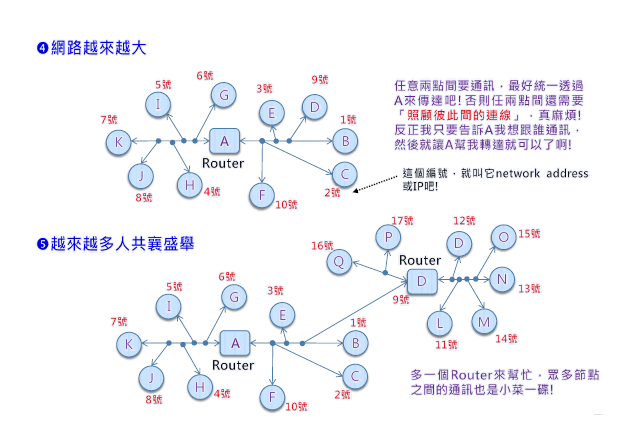 ❹網路越來越大
9號
6號
5號
3號
G
I
D
E
7號
1號
K
A
B
Router
J
H
C
8號
4號
F
2號
10號
任意兩點間要通訊，最好統一透過
A來傳達吧! 否則任兩點間還需要
「照顧彼此間的連線」，真麻煩!
反正我只要告訴A我想跟誰通訊，
然後就讓A幫我轉達就可以了啊!
這個編號，就叫它network address
或IP吧!
❺越來越多人共襄盛舉
17號
12號
15號
16號
P
D
O
Q
Router
D
N
9號
13號
L
M
11號
14號
6號
5號
3號
G
I
E
7號
1號
K
A
B
Router
J
H
C
8號
4號
F
2號
10號
多一個Router來幫忙，眾多節點
之間的通訊也是小菜一碟!